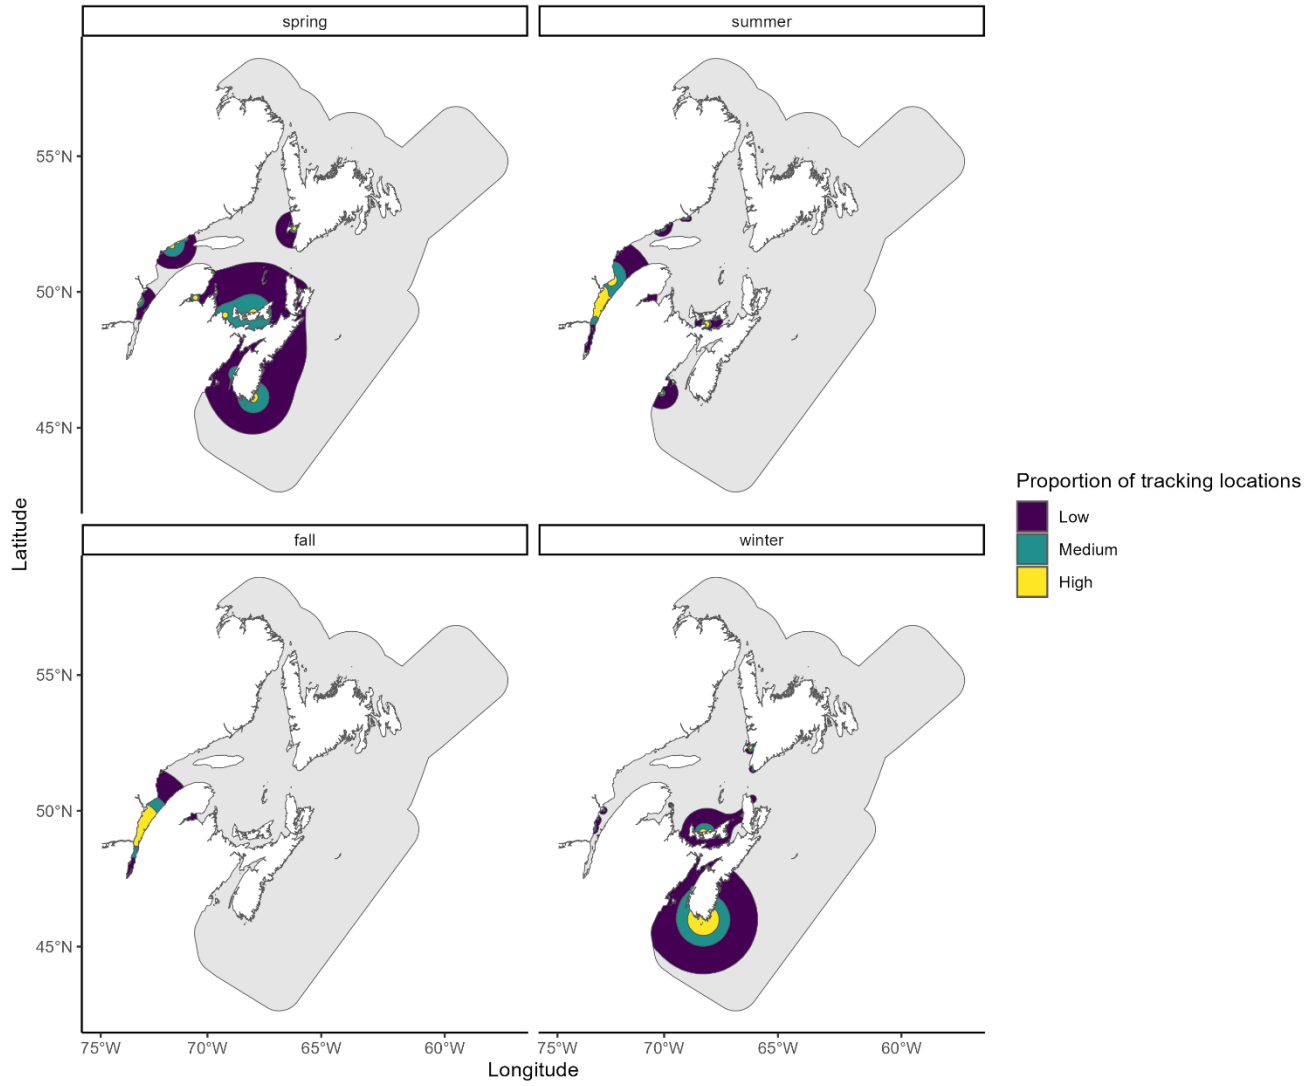 spring
summer
55°N
50°N
45°N
Latitude
fall
winter
55°N
50°N
45°N
75°W
70°W
65°W
60°W
75°W
70°W
65°W
60°W
Longitude
Proportion of tracking locations
Low
Medium
High